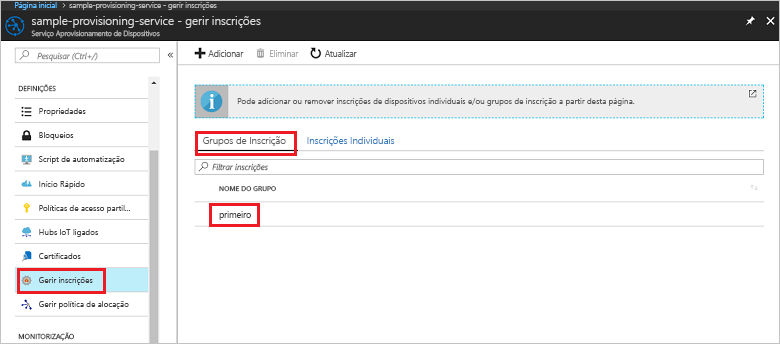 Página inicial > sample-provisioning-service - gerir inscrições
sample-provisioning-service - gerir inscrições
Serviço Aprovisionamento de Dispositivos
Pesquisar (Ctrl+/)
DEFINIÇÕES
Propriedades
Bloqueios
Script de automatização
Início Rápido
Políticas de acesso partil...
Hubs IoT ligados
Certificados
Gerir inscrições
Gerir política de alocação
MONITORIZAÇÃO
Adicionar Eliminar Atualizar
Pode adicionar ou remover inscrições de dispositivos individuais e/ou grupos de inscrição a partir desta página.
Grupos de Inscrição Inscrições Individuais
Filtrar inscrições
NOME DO GRUPO
primeiro